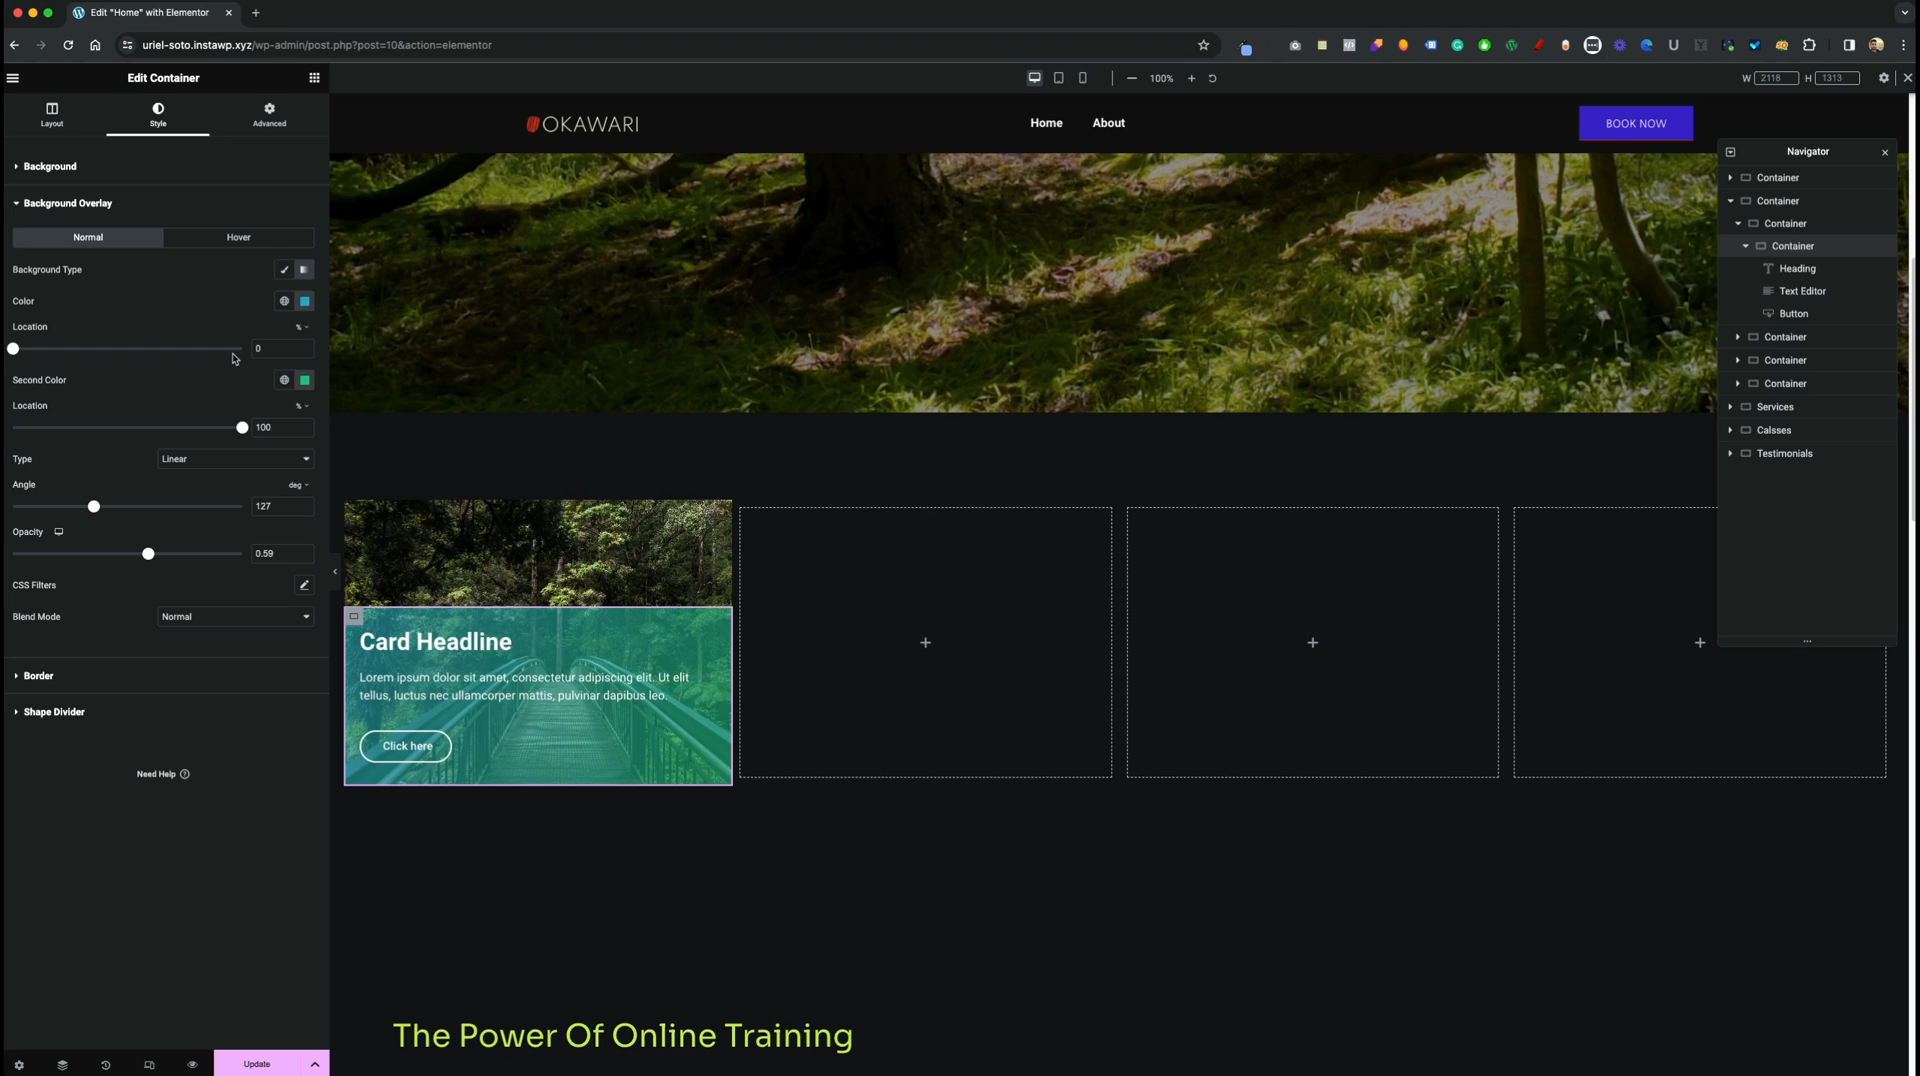 Edit "Home" with Elementor
uriel-soto.instawp.xyz/wp-admin/post.php?post=10&action=elementor
Edit Container
100%
W 2118 H 1313
Layout
Style
Advanced
OKAWARI
Home
About
BOOK NOW
Navigator
Container
Container
Container
Container
Heading
Text Editor
Button
Container
Container
Container
Services
Calsses
Testimonials
Background
Background Overlay
Normal
Hover
Background Type
Color
Location
%
0
Second Color
Location
%
100
Type
Linear
Angle
deg
127
Opacity
0.59
CSS Filters
Blend Mode
Normal
Border
Shape Divider
Need Help
Card Headline
Lorem ipsum dolor sit amet, consectetur adipiscing elit. Ut elit
tellus, luctus nec ullamcorper mattis, pulvinar dapibus leo.
Click here
The Power Of Online Training
Update